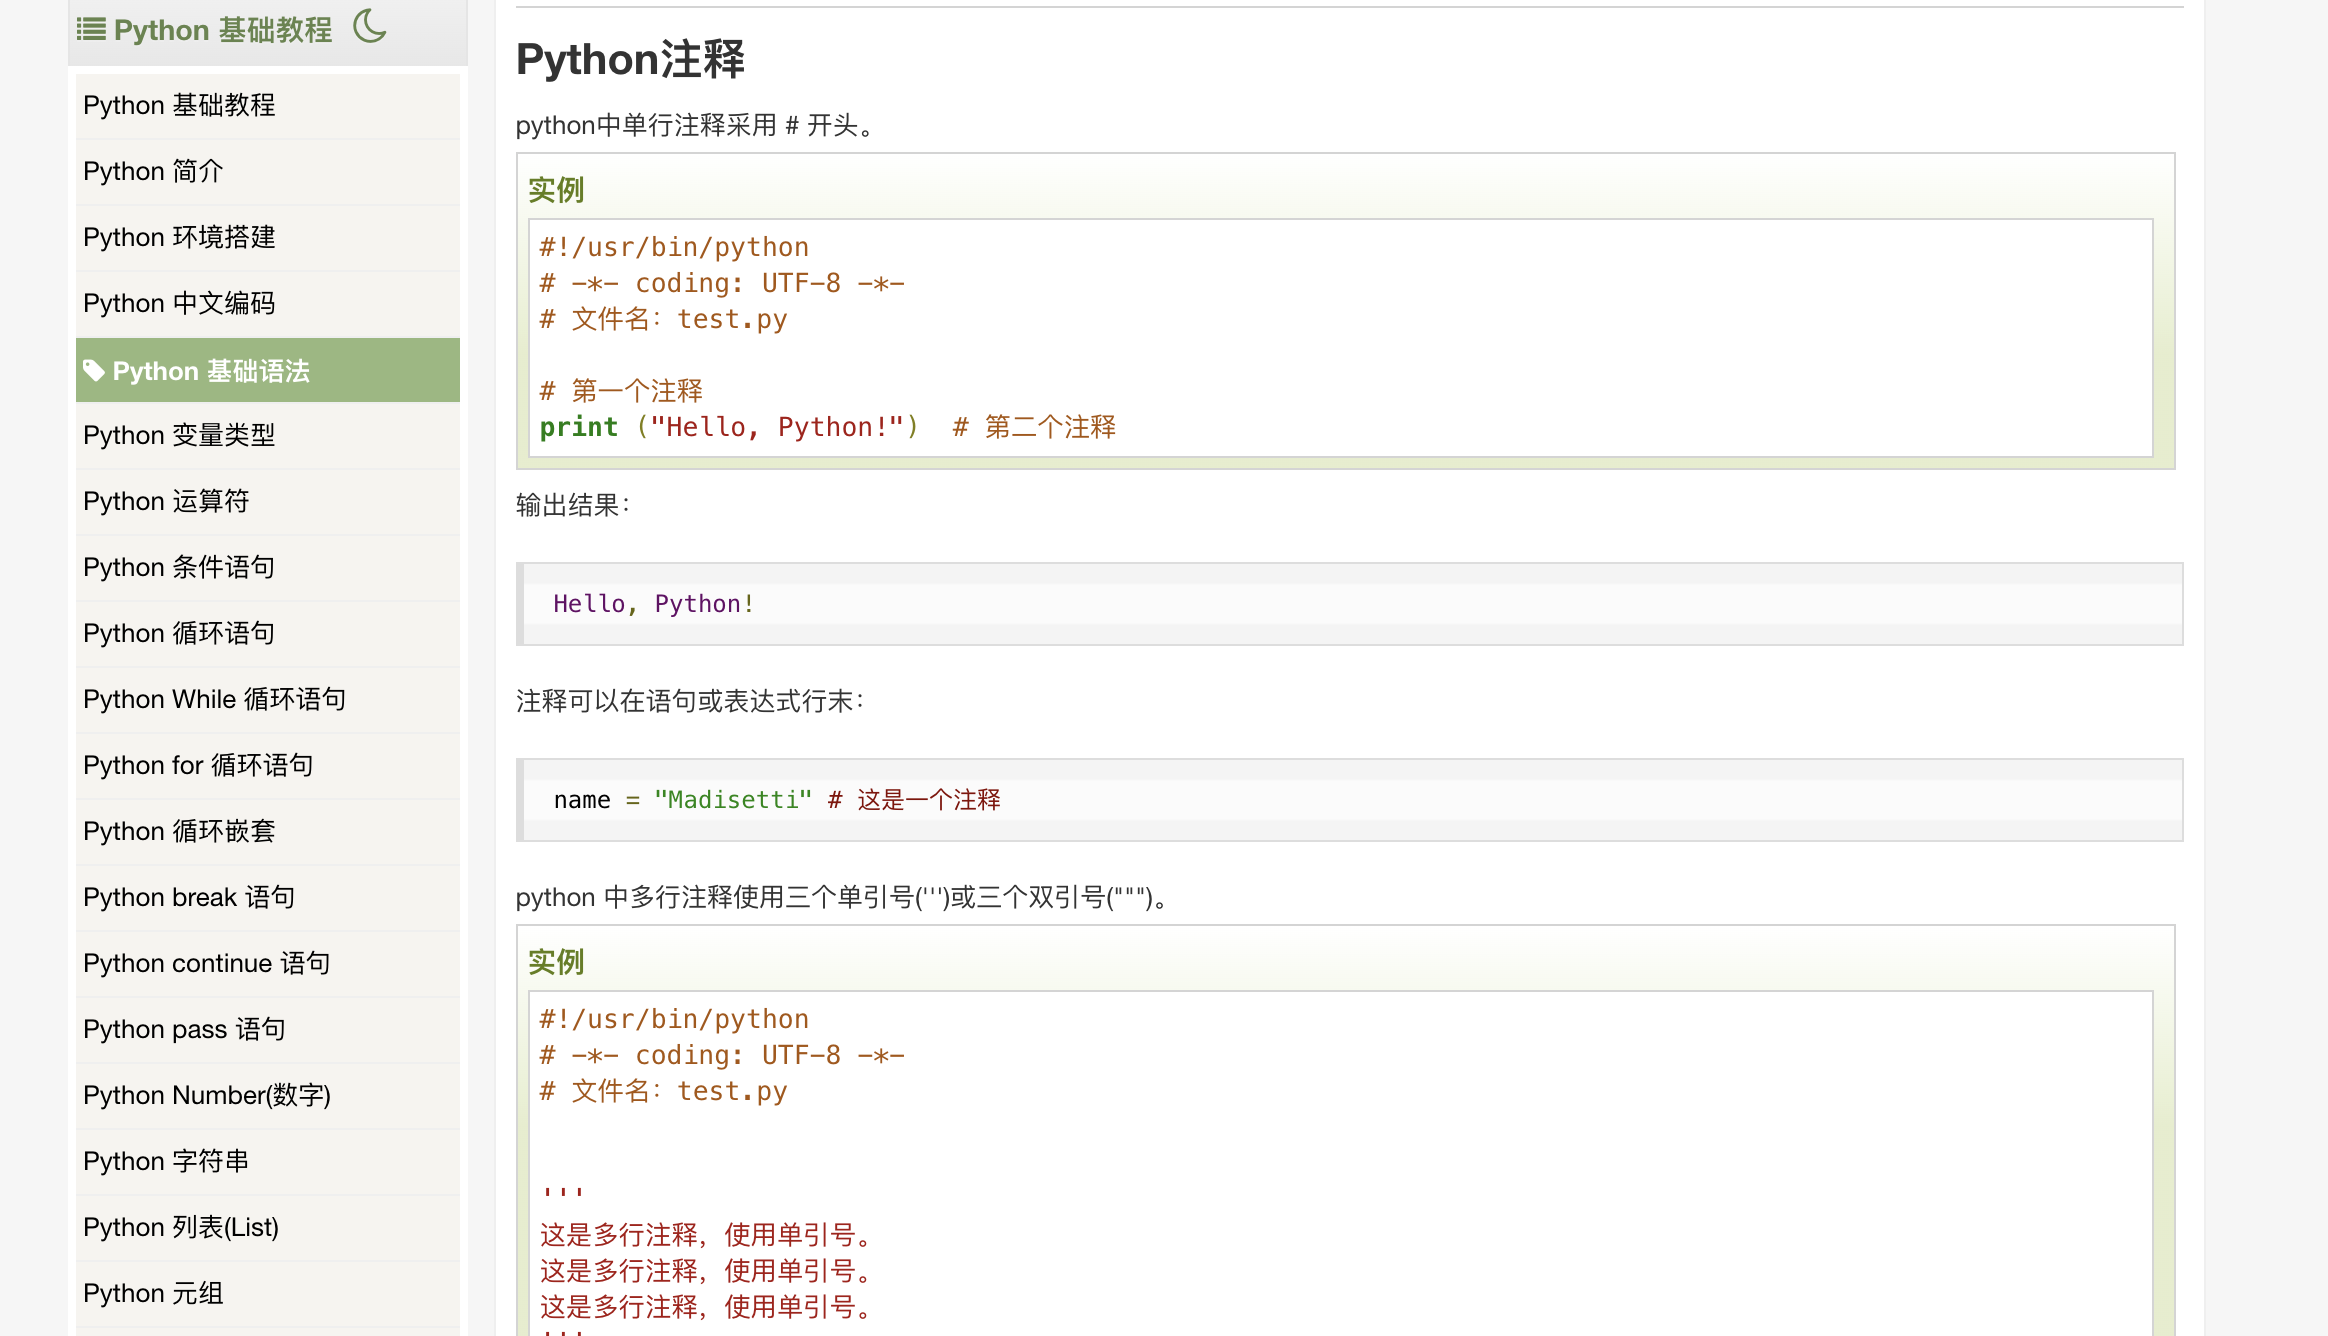 Python 基础教程
Python 基础教程
Python 简介
Python 环境搭建
Python 中文编码
Python 基础语法
Python 变量类型
Python 运算符
Python 条件语句
Python 循环语句
Python While 循环语句
Python for 循环语句
Python 循环嵌套
Python break 语句
Python continue 语句
Python pass 语句
Python Number(数字)
Python 字符串
Python 列表(List)
Python 元组
Python注释
python中单行注释采用 # 开头。
实例
#!/usr/bin/python
# -*- coding: UTF-8 -*-
# 文件名：test.py
# 第一个注释
print ("Hello, Python!")  # 第二个注释
输出结果：
Hello, Python!
注释可以在语句或表达式行末：
name = "Madisetti" # 这是一个注释
python 中多行注释使用三个单引号(''')或三个双引号(""")。
实例
#!/usr/bin/python
# -*- coding: UTF-8 -*-
# 文件名：test.py
'''
这是多行注释，使用单引号。
这是多行注释，使用单引号。
这是多行注释，使用单引号。
'''